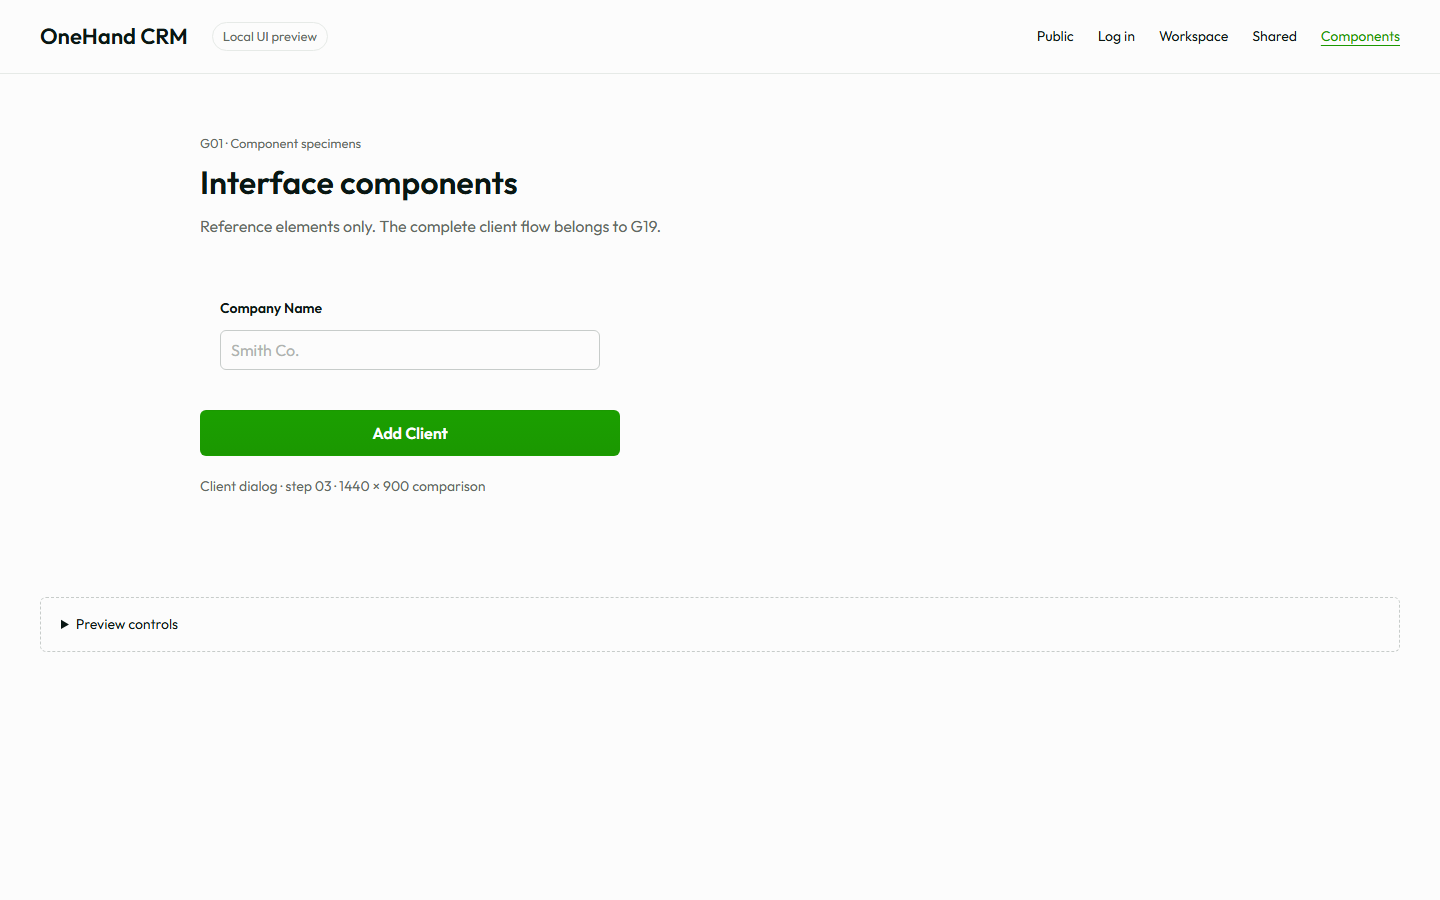 OneHand CRM
Local UI preview
Public
Log in
Workspace
Shared
Components
G01 · Component specimens
Interface components
Reference elements only. The complete client flow belongs to G19.
Company Name
Smith Co.
Add Client
Client dialog · step 03 · 1440 × 900 comparison
Preview controls